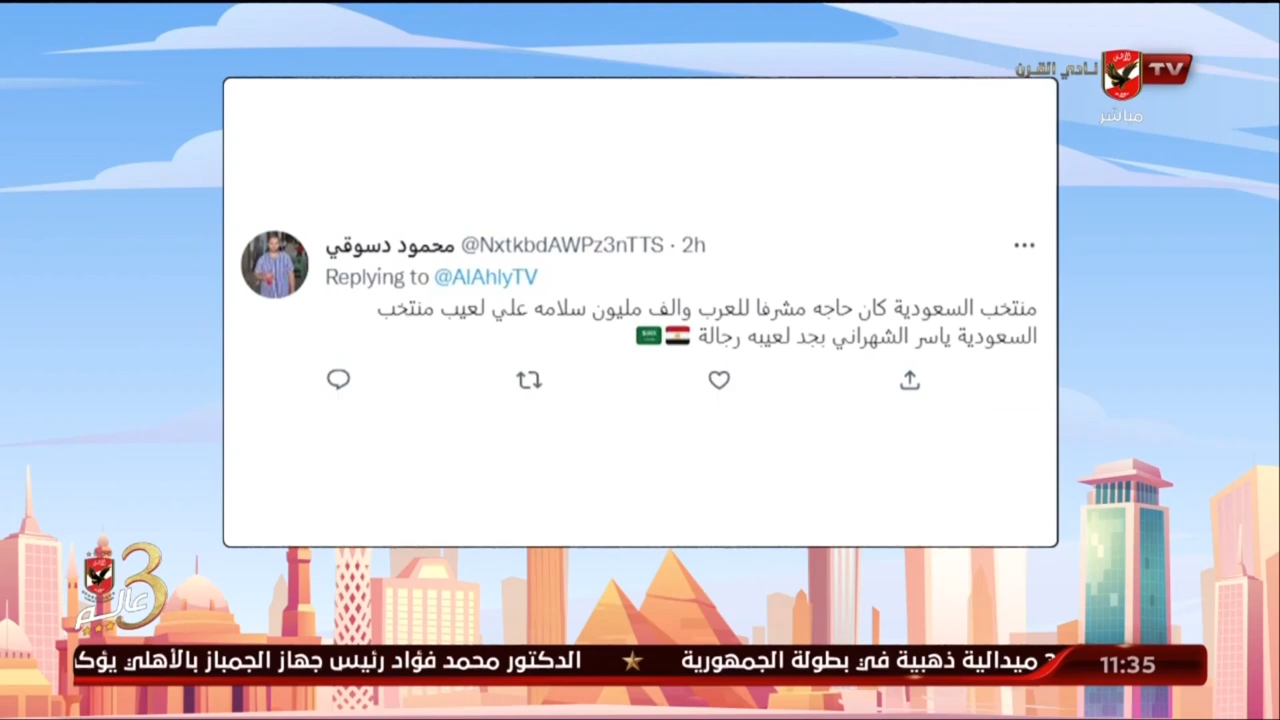 نادي القرن
TV
مباشر
محمود دسوقي @NxtkbdAWPz3nTTS · 2h
Replying to @AlAhlyTV
منتخب السعودية كان حاجه مشرفا للعرب والف مليون سلامه علي لعيب منتخب
السعودية ياسر الشهراني بجد لعيبه رجالة
3 عالم
ميدالية ذهبية في بطولة الجمهورية ★ الدكتور محمد فؤاد رئيس جهاز الجمباز بالأهلي يؤك
11:35